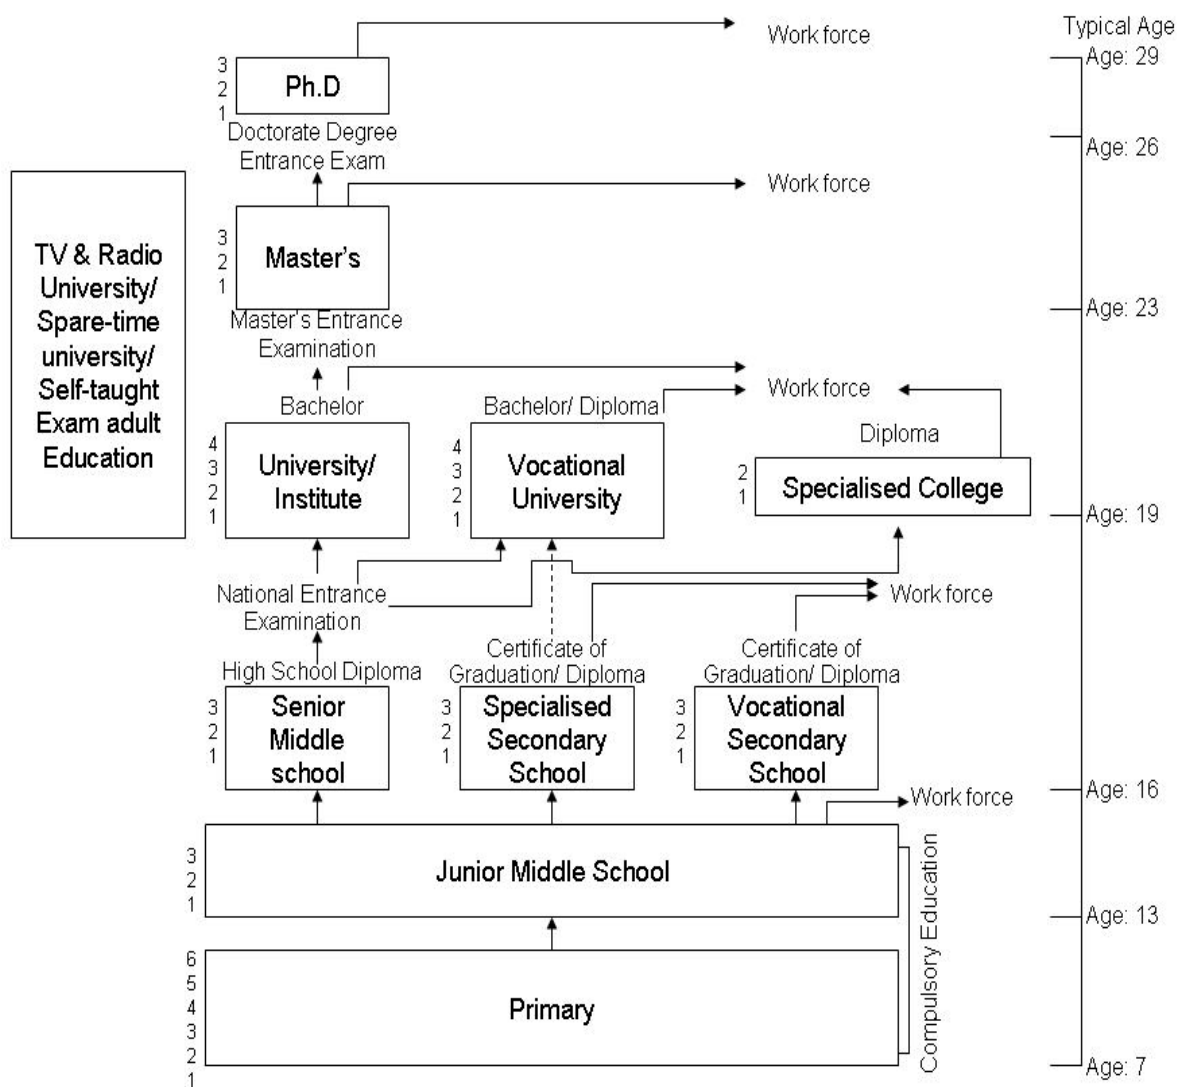 Typical Age
Work force
Age: 29
3
2
1
Ph.D
Doctorate Degree
Entrance Exam
Age: 26
Work force
TV & Radio
University/
Spare-time
university/
Self-taught
Exam adult
Education
3
2
1
Master's
Age: 23
Master's Entrance
Examination
Work force
Bachelor
Bachelor/ Diploma
Diploma
4
3
2
1
University/
Institute
4
3
2
1
Vocational
University
2
1
Specialised College
Age: 19
National Entrance
Examination
Work force
High School Diploma
Certificate of
Graduation/ Diploma
Certificate of
Graduation/ Diploma
3
2
1
Senior
Middle
school
3
2
1
Specialised
Secondary
School
3
2
1
Vocational
Secondary
School
Age: 16
Work force
3
2
1
Junior Middle School
Compulsory Education
Age: 13
6
5
4
3
2
1
Primary
Age: 7